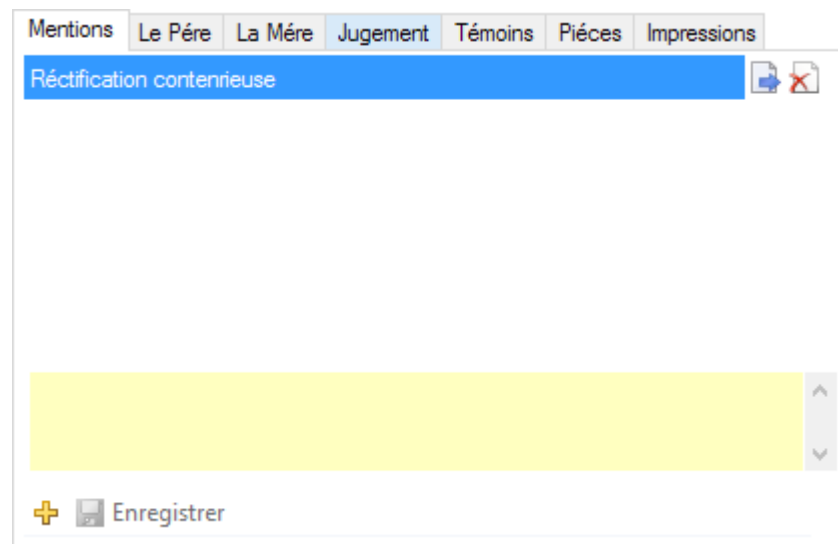 Mentions Le Pére La Mére Jugement Témoins Piéces Impressions
Réctification contenrieuse
Enregistrer